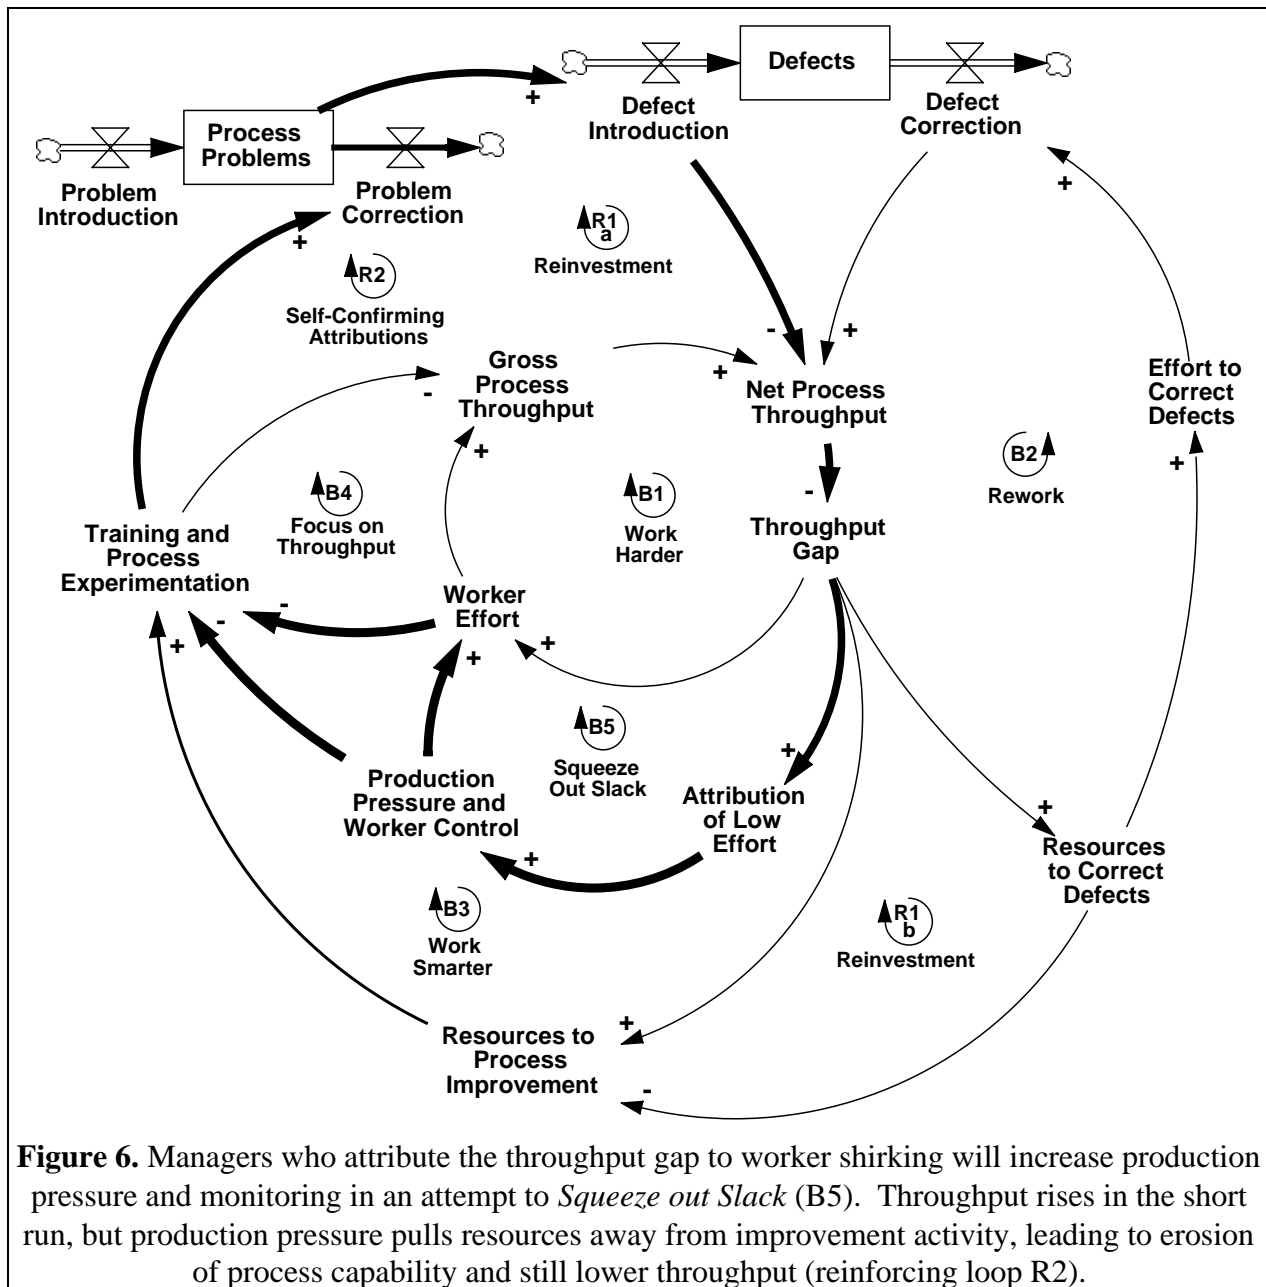 Defects
Defect
Introduction
Defect
Correction
Process
Problems
Problem
Introduction
Problem
Correction
+
+
+
R1
a
Reinvestment
R2
Self-Confirming
Attributions
-
+
Gross
Process
Throughput
+
-
Net Process
Throughput
Effort to
Correct
Defects
+
B4
Focus on
Throughput
B1
Work
Harder
-
B2
Rework
+
Training and
Process
Experimentation
Throughput
Gap
Worker
Effort
-
-
+
+
+
B5
Squeeze
Out Slack
+
Production
Pressure and
Worker Control
Attribution
of Low
Effort
+
+
Resources
to Correct
Defects
B3
Work
Smarter
R1
b
Reinvestment
+
Resources to
Process
Improvement
-
Figure 6. Managers who attribute the throughput gap to worker shirking will increase production
pressure and monitoring in an attempt to Squeeze out Slack (B5). Throughput rises in the short
run, but production pressure pulls resources away from improvement activity, leading to erosion
of process capability and still lower throughput (reinforcing loop R2).